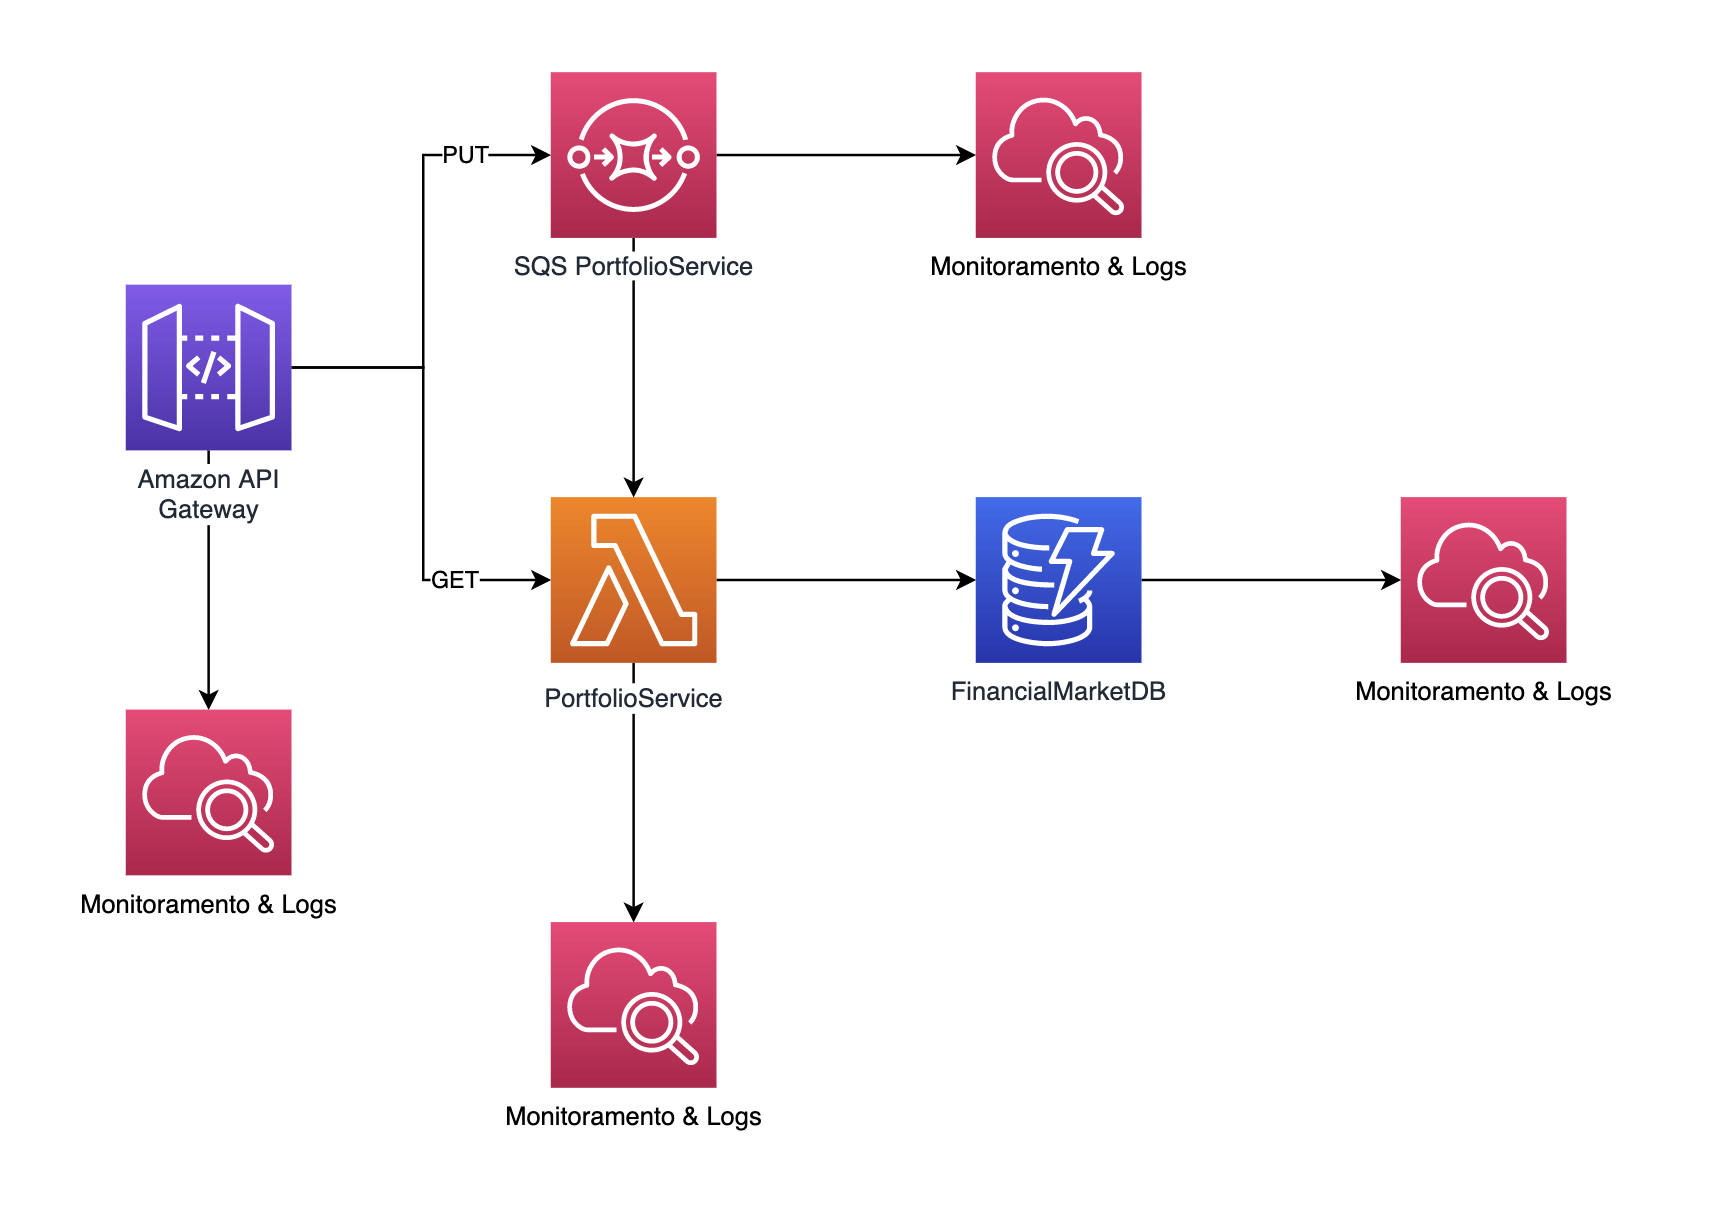 PUT
SQS PortfolioService
Monitoramento & Logs
</>
Amazon API
Gateway
GET
PortfolioService
FinancialMarketDB
Monitoramento & Logs
Monitoramento & Logs
Monitoramento & Logs